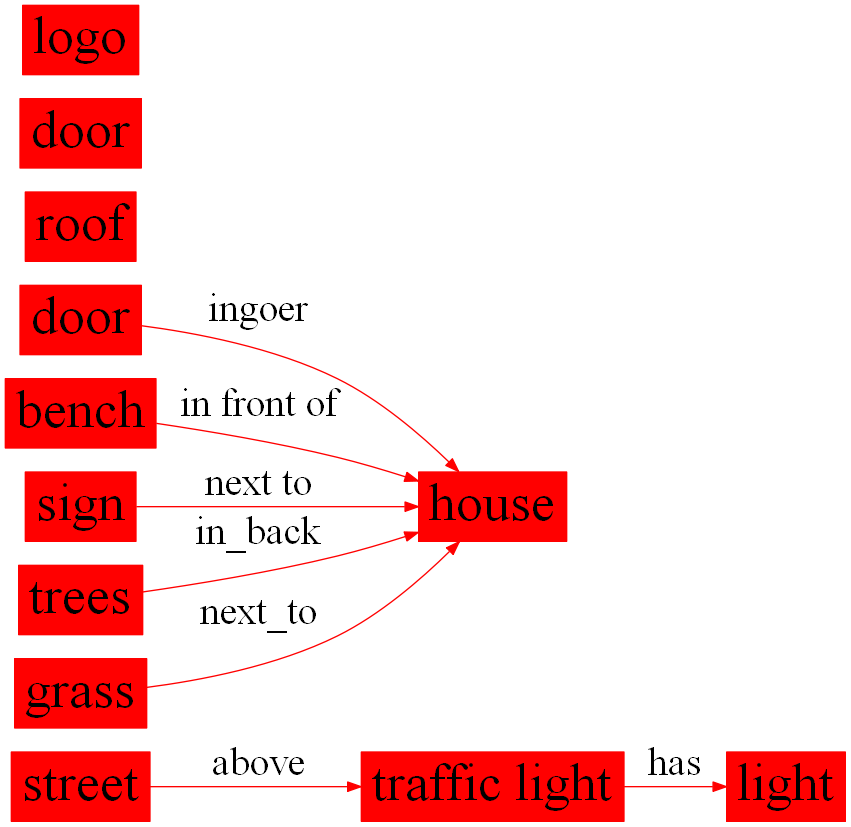 logo
door
roof
door
ingoer
bench
in front of
sign
next to
house
in_back
trees
next_to
grass
street
above
traffic light
has
light